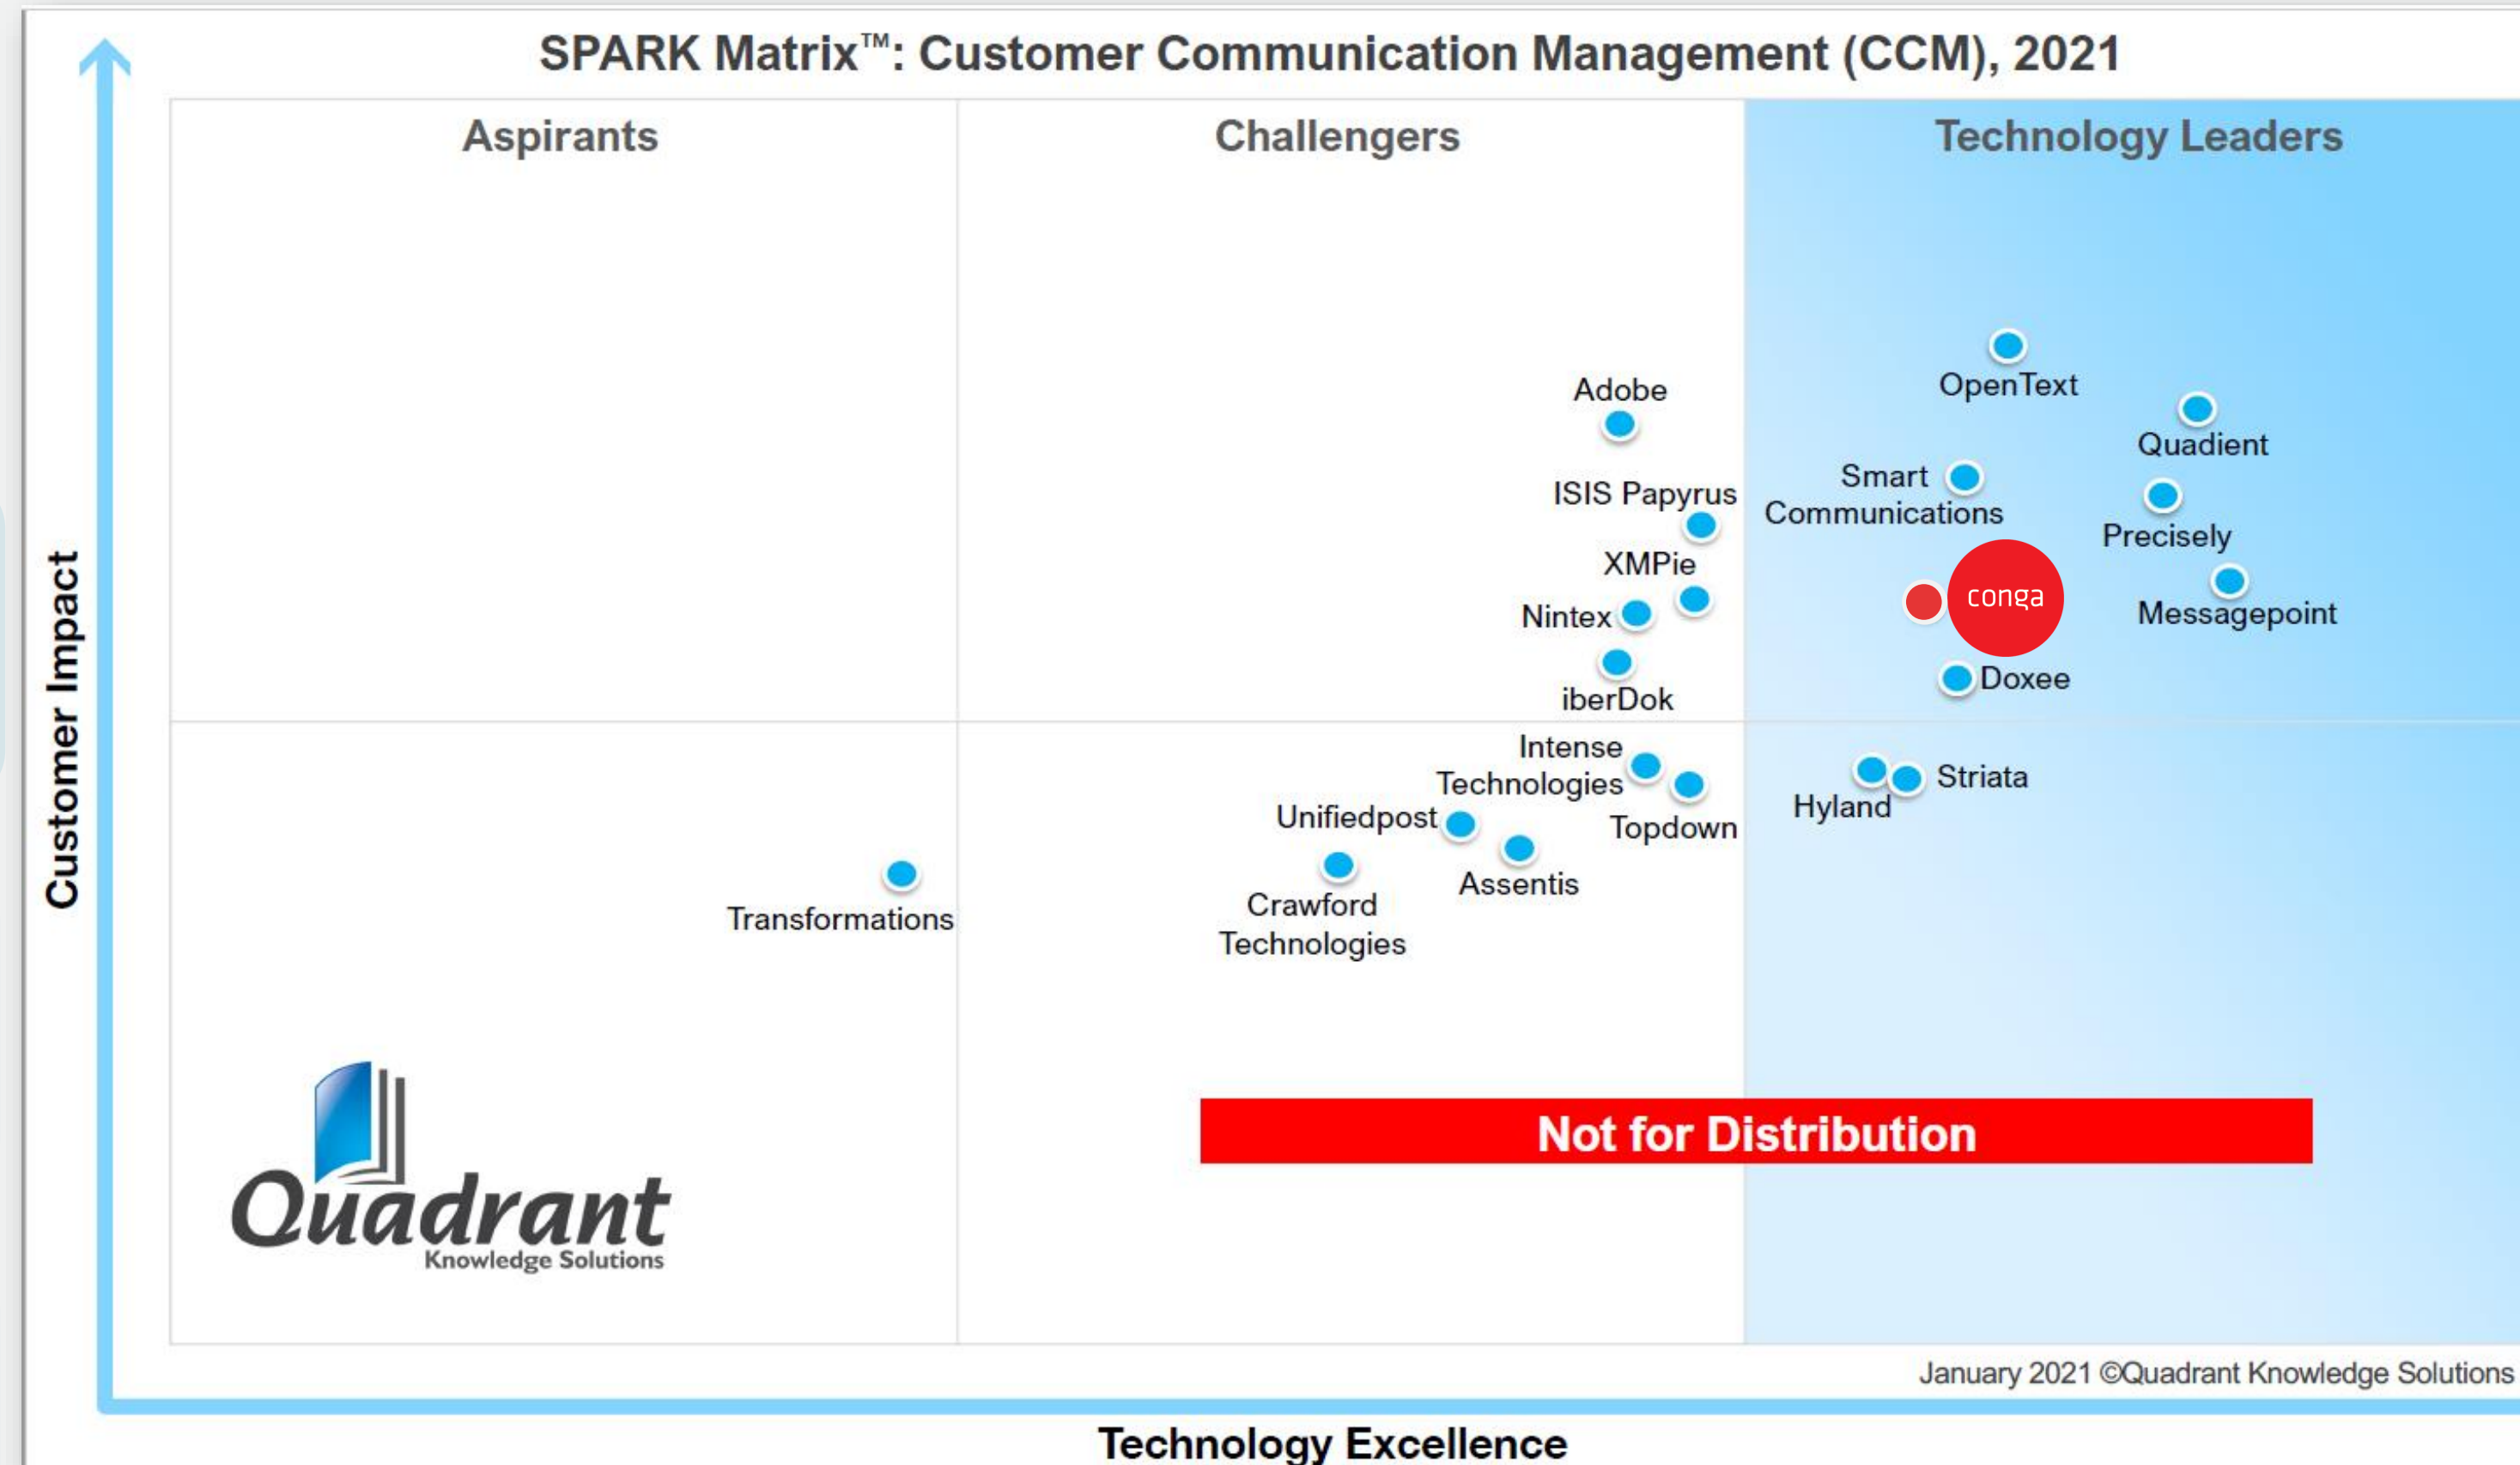 SPARK Matrix™: Customer Communication Management (CCM), 2021
Aspirants
Challengers
Technology Leaders
Customer Impact
OpenText
Adobe
Quadient
Smart
Communications
ISIS Papyrus
Precisely
XMPie
conga
Nintex
Messagepoint
Doxee
iberDok
Intense
Technologies
Striata
Hyland
Unifiedpost
Topdown
Assentis
Crawford
Technologies
Transformations
Not for Distribution
Quadrant
Knowledge Solutions
January 2021 ©Quadrant Knowledge Solutions
Technology Excellence